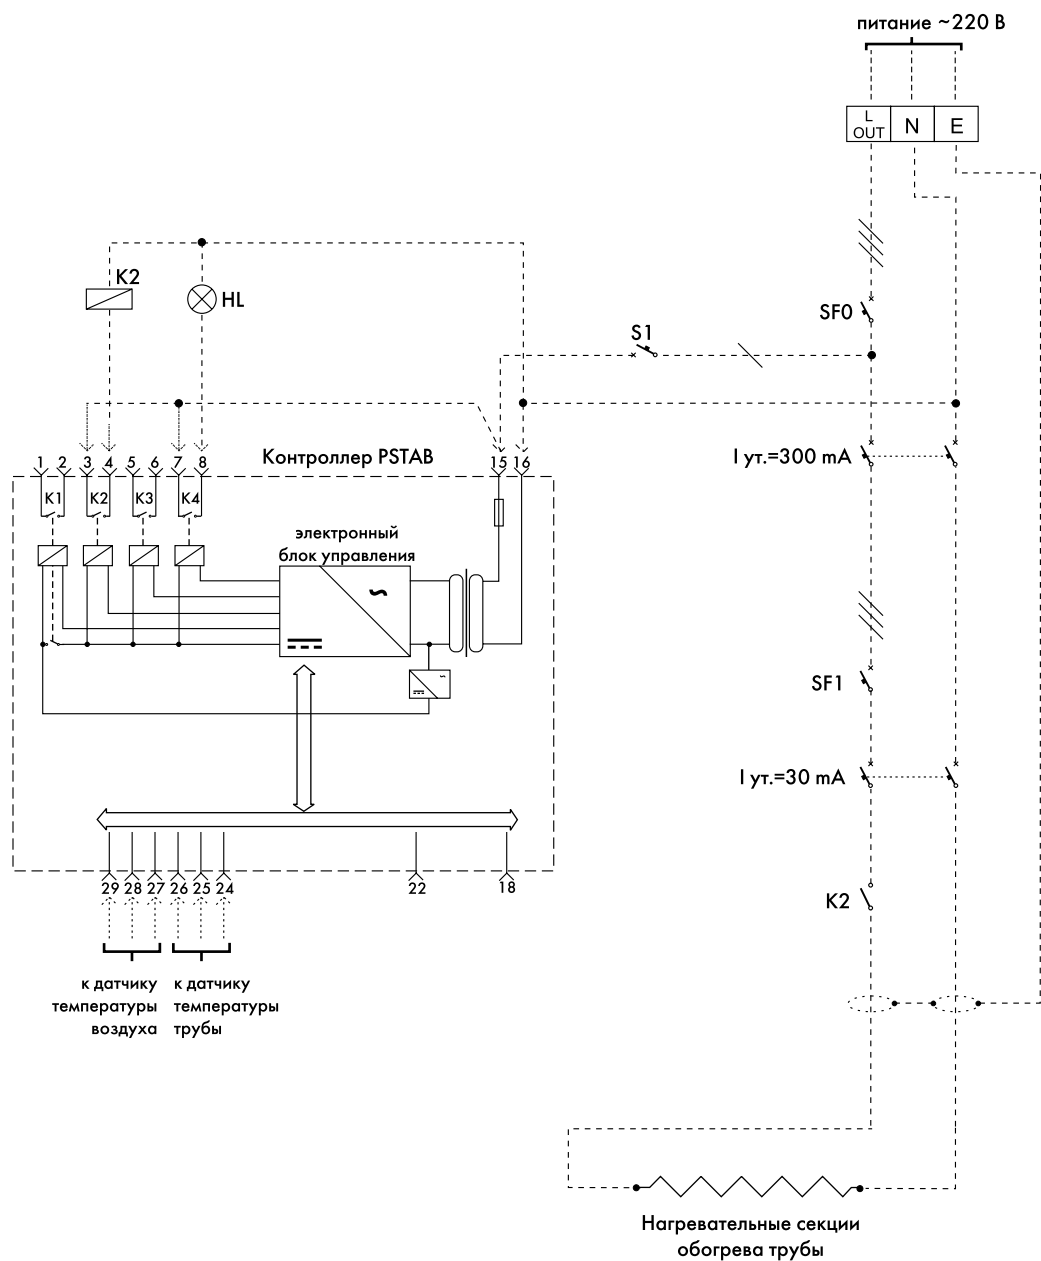 питание ~220 В
L
OUT
N
E
K2
HL
SF0
S1
1 2 3 4 5 6 7 8
Контроллер PSTAB
15 16
I ут.=300 mA
K1 K2 K3 K4
электронный
блок управления
SF1
I ут.=30 mA
29 28 27 26 25 24 22 18
K2
к датчику
температуры
воздуха
к датчику
температуры
трубы
Нагревательные секции
обогрева трубы